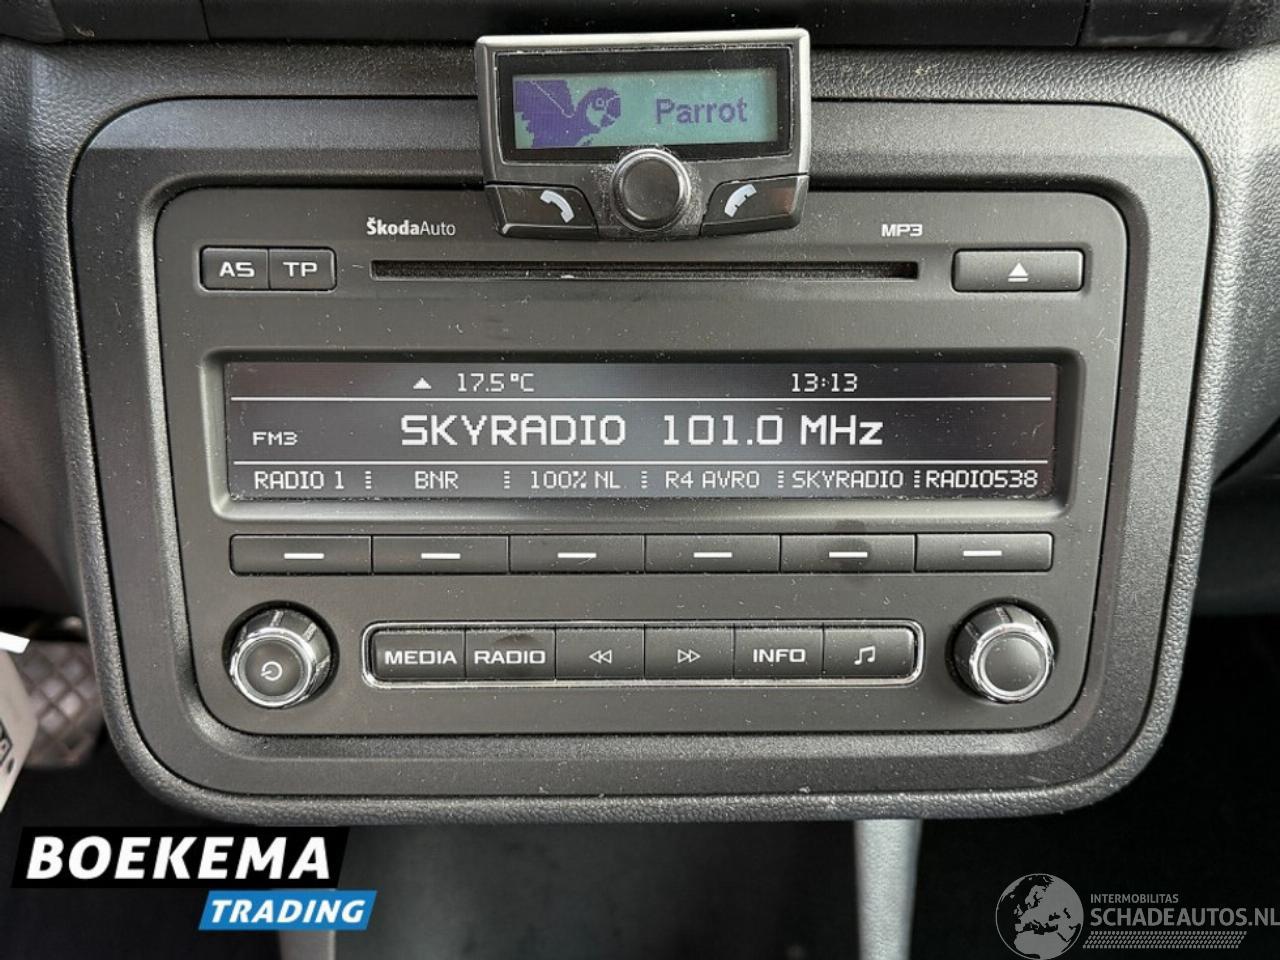 Parrot
ŠkodaAuto
MP3
AS TP
17.5°C 13:13
FM3 SKYRADIO 101.0 MHz
RADIO 1 BNR 100% NL R4 AVRO SKYRADIO RADIO538
MEDIA RADIO INFO
BOEKEMA
TRADING
INTERMOBILITAS
SCHADEAUTOS.NL